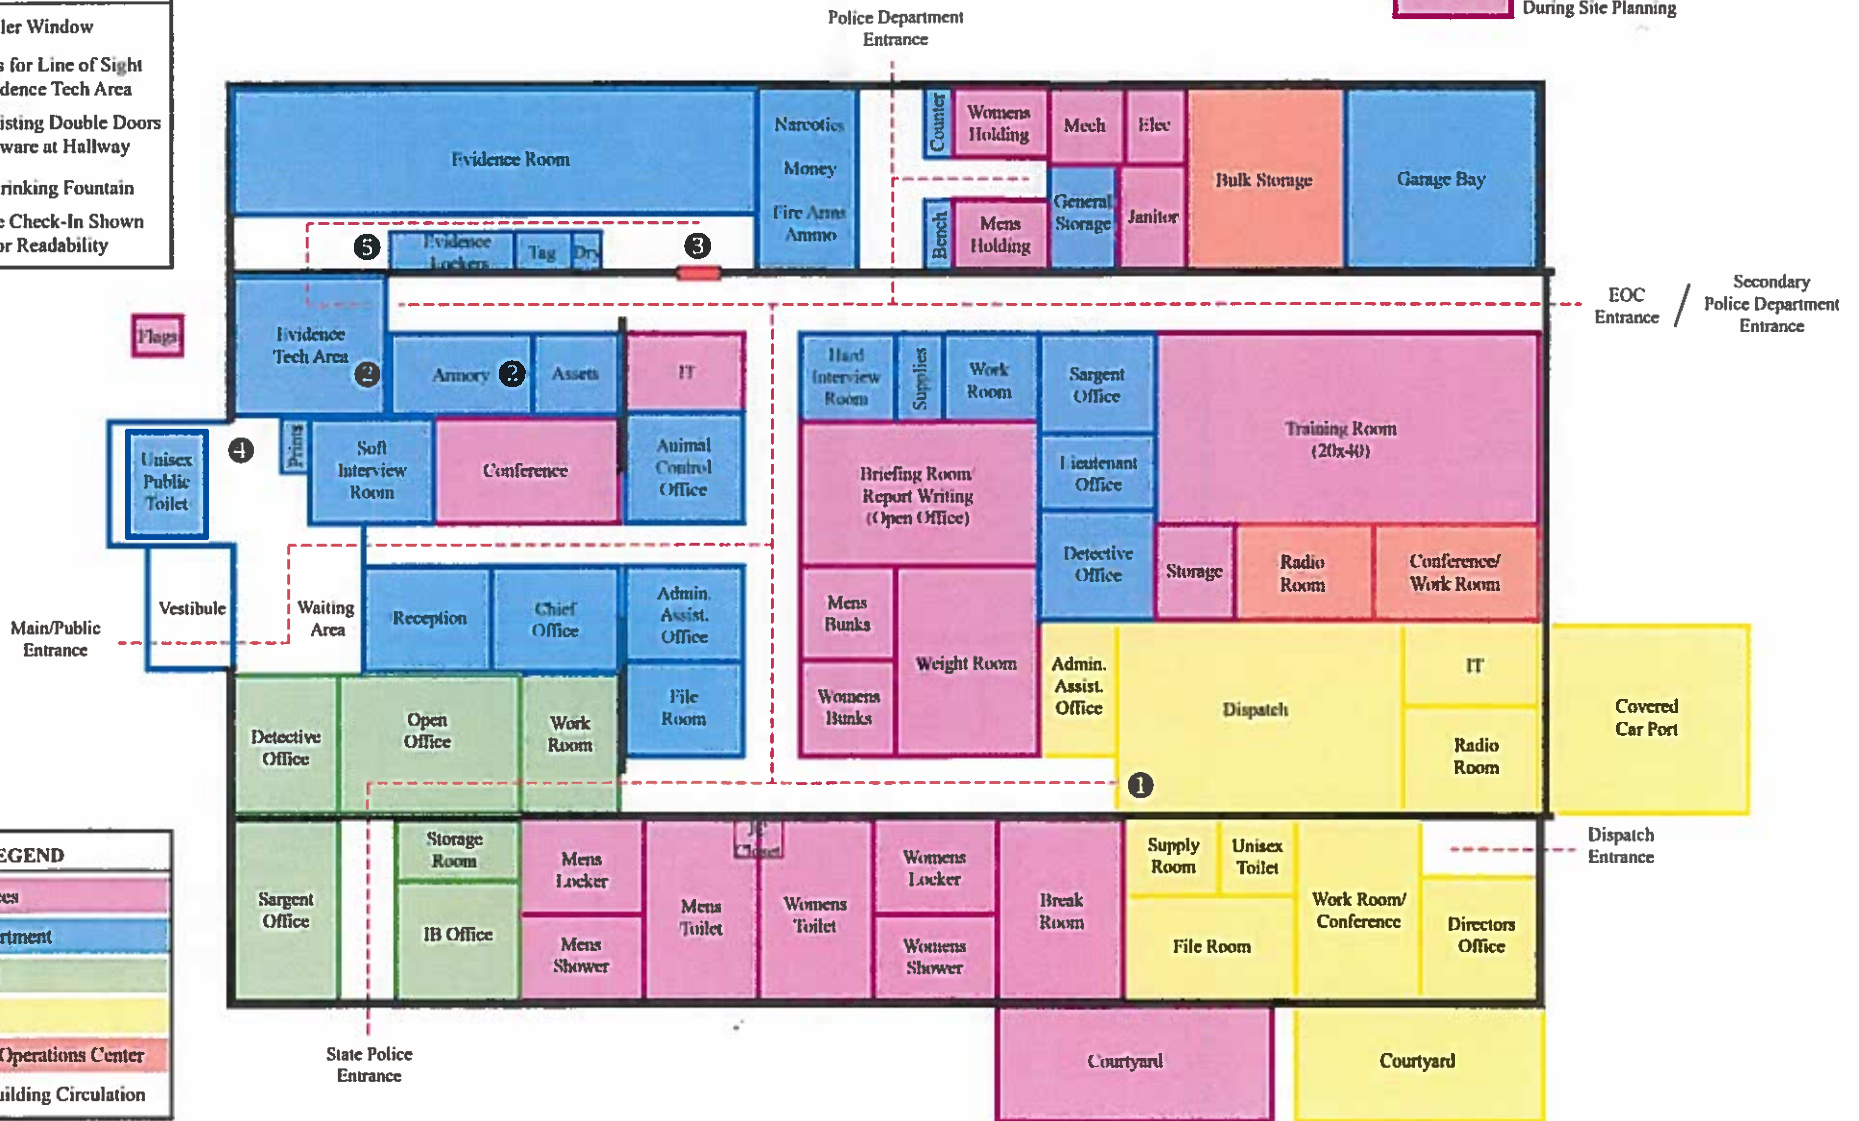 ler Window
s for Line of Sight
dence Tech Area
isting Double Doors
ware at Hallway
rinking Fountain
e Check-In Shown
or Readability
Police Department
Entrance
During Site Planning
Evidence Room
Narcotics
Money
Fire Arms
Ammo
Counter
Womens
Holding
Mech
Elec
Bulk Storage
Garage Bay
Bench
Mens
Holding
General
Storage
Janitor
5
Evidence
Lockers
Tag
Dry
3
EOC
Entrance
/
Secondary
Police Department
Entrance
Flags
Evidence
Tech Area
2
Armory
2
Assets
IT
Hard
Interview
Room
Supplies
Work
Room
Sargent
Office
Training Room
(20x40)
Unisex
Public
Toilet
4
Prints
Soft
Interview
Room
Conference
Animal
Control
Office
Briefing Room/
Report Writing
(Open Office)
Lieutenant
Office
Detective
Office
Storage
Radio
Room
Conference/
Work Room
Main/Public
Entrance
Vestibule
Waiting
Area
Reception
Chief
Office
Admin.
Assist.
Office
Mens
Bunks
Weight Room
Womens
Bunks
Admin.
Assist.
Office
Dispatch
IT
Radio
Room
Covered
Car Port
File
Room
Detective
Office
Open
Office
Work
Room
1
Dispatch
Entrance
Sargent
Office
Storage
Room
IB Office
Mens
Locker
Mens
Shower
Mens
Toilet
Closet
Womens
Toilet
Womens
Locker
Womens
Shower
Break
Room
Supply
Room
Unisex
Toilet
File Room
Work Room/
Conference
Directors
Office
State Police
Entrance
Courtyard
Courtyard
EGEND
es
rtment
Operations Center
uilding Circulation